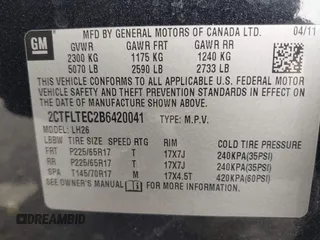 GM
MFD BY GENERAL MOTORS OF CANADA LTD. 04/11
GVWR GAWR FRT GAWR RR
2300 KG 1175 KG 1240 KG
5070 LB 2590 LB 2733 LB
THIS VEHICLE CONFORMS TO ALL APPLICABLE U.S. FEDERAL MOTOR
VEHICLE SAFETY, BUMPER, AND THEFT PREVENTION STANDARDS
IN EFFECT ON THE DATE OF MANUFACTURE SHOWN ABOVE.
2CTFLTEC2B6420041 TYPE: M.P.V.
MODEL: LH26
LBBW TIRE SIZE SPEED RTG RIM COLD TIRE PRESSURE
FRT P225/65R17 T 17X7J 240KPA(35PSI)
RR P225/65R17 T 17X7J 240KPA(35PSI)
SPA T145/70R17 M 17X4.5T 420KPA(60PSI)
SEE OWNER'S MANUAL FOR ADDITIONAL INFORMATION.
DREAMBID